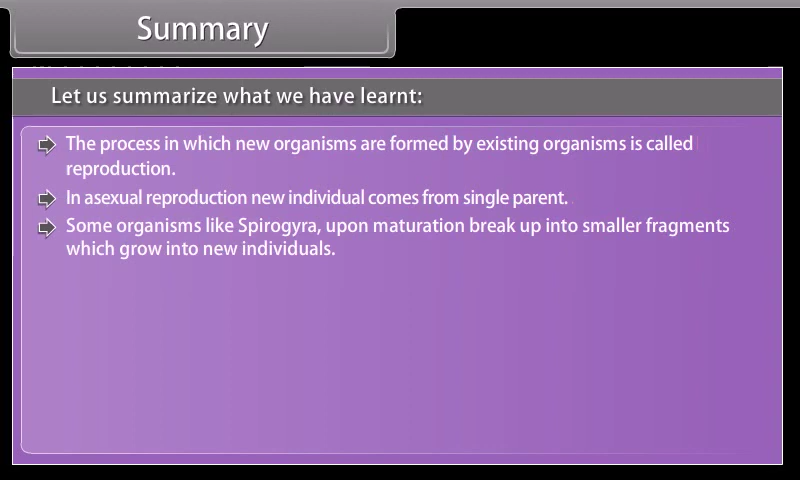 Summary
Let us summarize what we have learnt:
The process in which new organisms are formed by existing organisms is called
reproduction.
In asexual reproduction new individual comes from single parent.
Some organisms like Spirogyra, upon maturation break up into smaller fragments
which grow into new individuals.